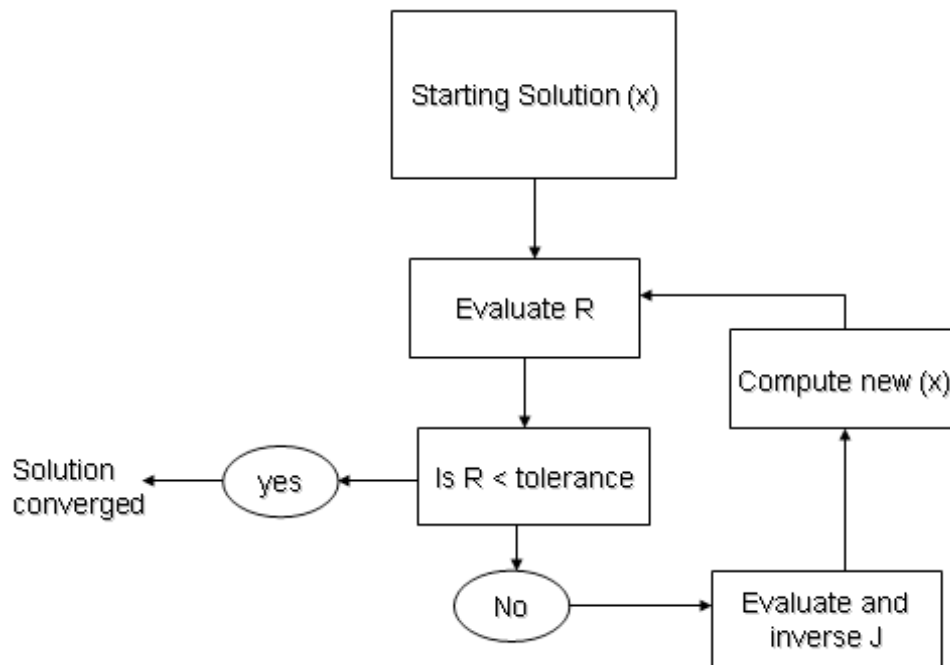 Starting Solution (x)
Evaluate R
Compute new (x)
Is R < tolerance
yes
Solution
converged
No
Evaluate and
inverse J